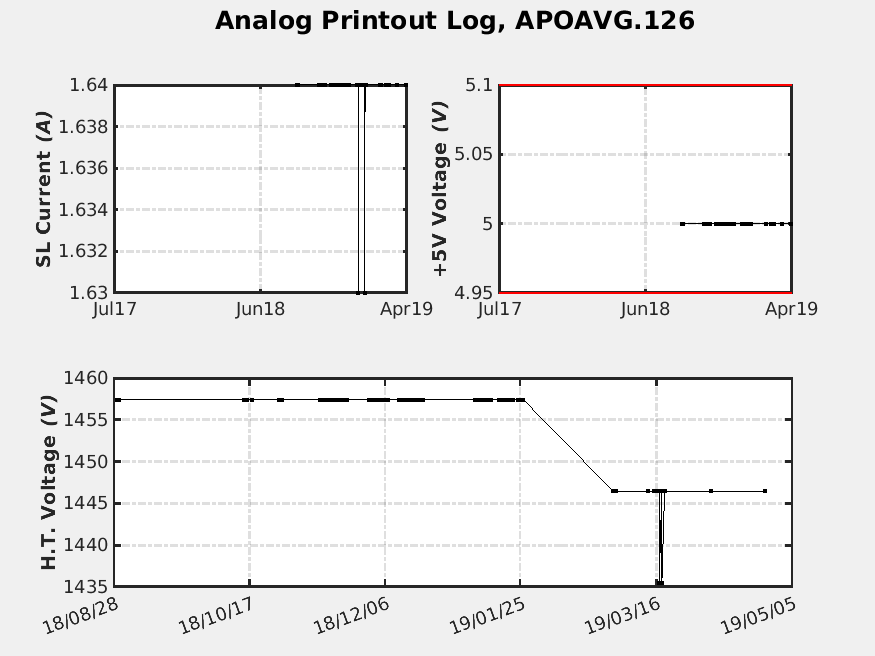 Analog Printout Log, APOAVG.126
SL Current (A)
1.64
1.638
1.636
1.634
1.632
1.63
Jul17 Jun18 Apr19
+5V Voltage (V)
5.1
5.05
5
4.95
Jul17 Jun18 Apr19
H.T. Voltage (V)
1460
1455
1450
1445
1440
1435
18/08/28 18/10/17 18/12/06 19/01/25 19/03/16 19/05/05